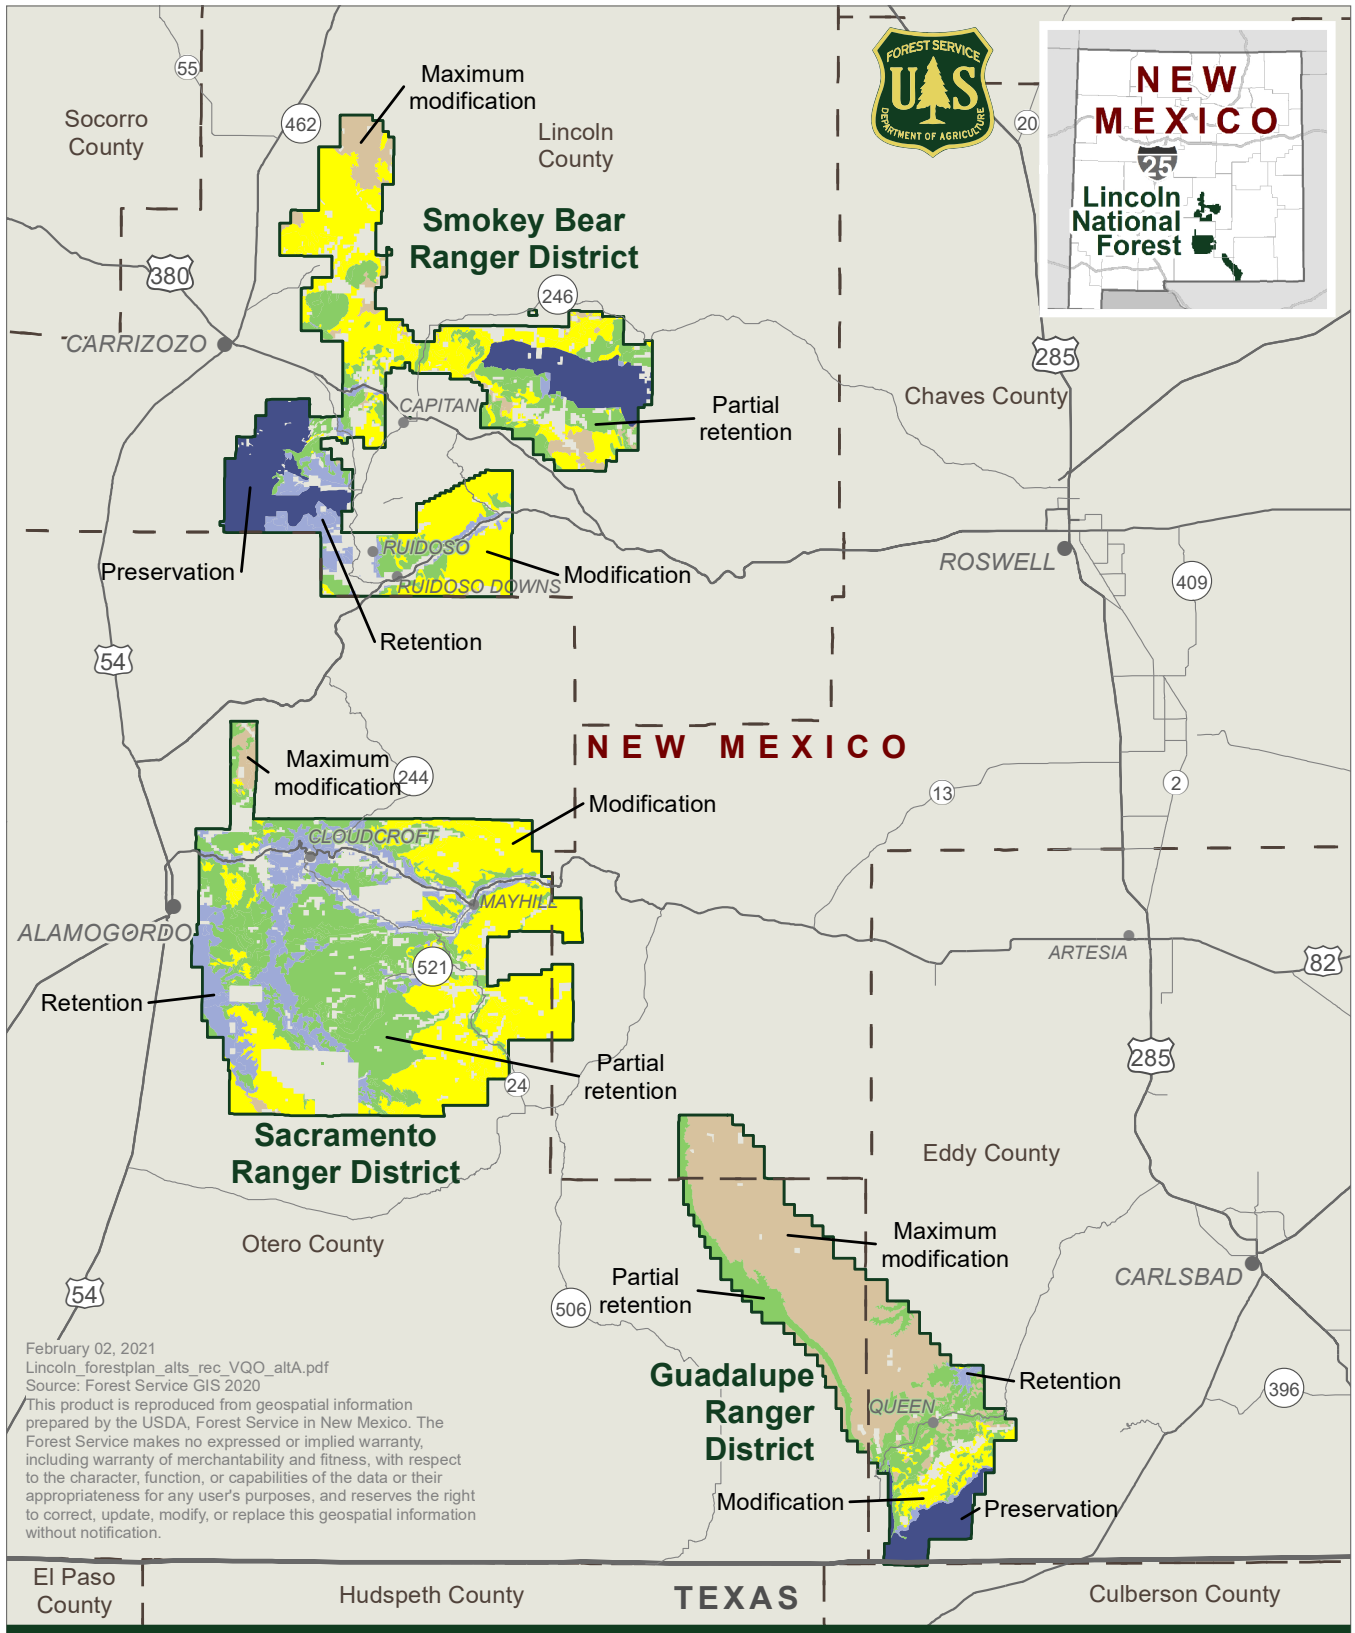 55
Socorro
County
462
Maximum
modification
Lincoln
County
FOREST SERVICE
U S
DEPARTMENT OF AGRICULTURE
20
NEW
MEXICO
25
Lincoln
National
Forest
Smokey Bear
Ranger District
380
246
CARRIZOZO
285
Chaves County
CAPITAN
Partial
retention
Preservation
RUIDOSO
RUIDOSO DOWNS
Modification
Retention
ROSWELL
409
54
NEW MEXICO
Maximum
modification
244
Modification
13
2
CLOUDCROFT
MAYHILL
ALAMOGORDO
521
ARTESIA
82
Retention
Partial
retention
24
285
Sacramento
Ranger District
Otero County
Eddy County
Maximum
modification
Partial
retention
CARLSBAD
54
506
Guadalupe
Ranger
District
QUEEN
Retention
396
Modification
Preservation
February 02, 2021
Lincoln_forestplan_alts_rec_VQO_altA.pdf
Source: Forest Service GIS 2020
This product is reproduced from geospatial information
prepared by the USDA, Forest Service in New Mexico. The
Forest Service makes no expressed or implied warranty,
including warranty of merchantability and fitness, with respect
to the character, function, or capabilities of the data or their
appropriateness for any user's purposes, and reserves the right
to correct, update, modify, or replace this geospatial information
without notification.
El Paso
County
Hudspeth County
TEXAS
Culberson County